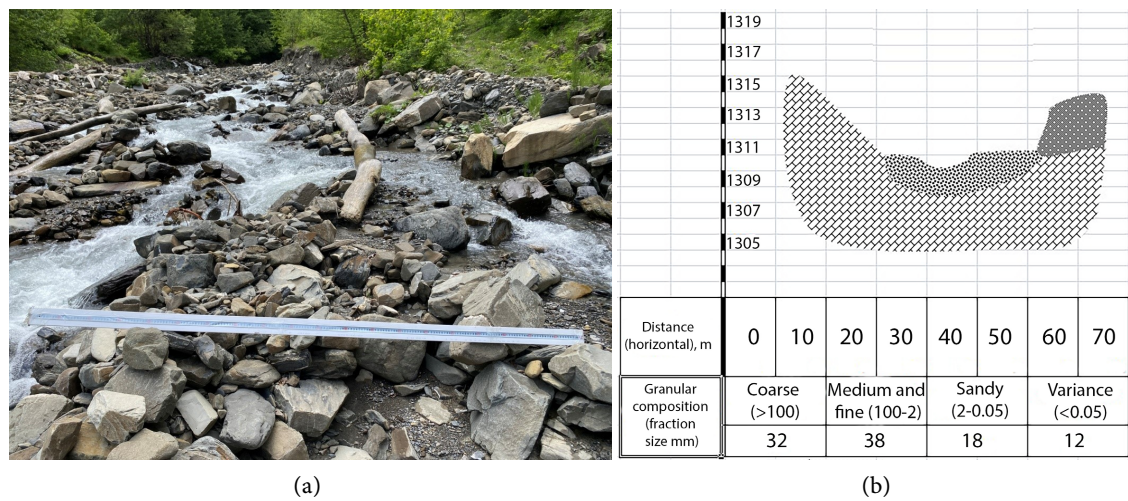 1319
1317
1315
1313
1311
1309
1307
1305
Distance
(horizontal), m
0 10 20 30 40 50 60 70
Granular
composition
(fraction
size mm)
Coarse
(>100)
Medium and
fine (100-2)
Sandy
(2-0.05)
Variance
(<0.05)
32 38 18 12
(a) (b)